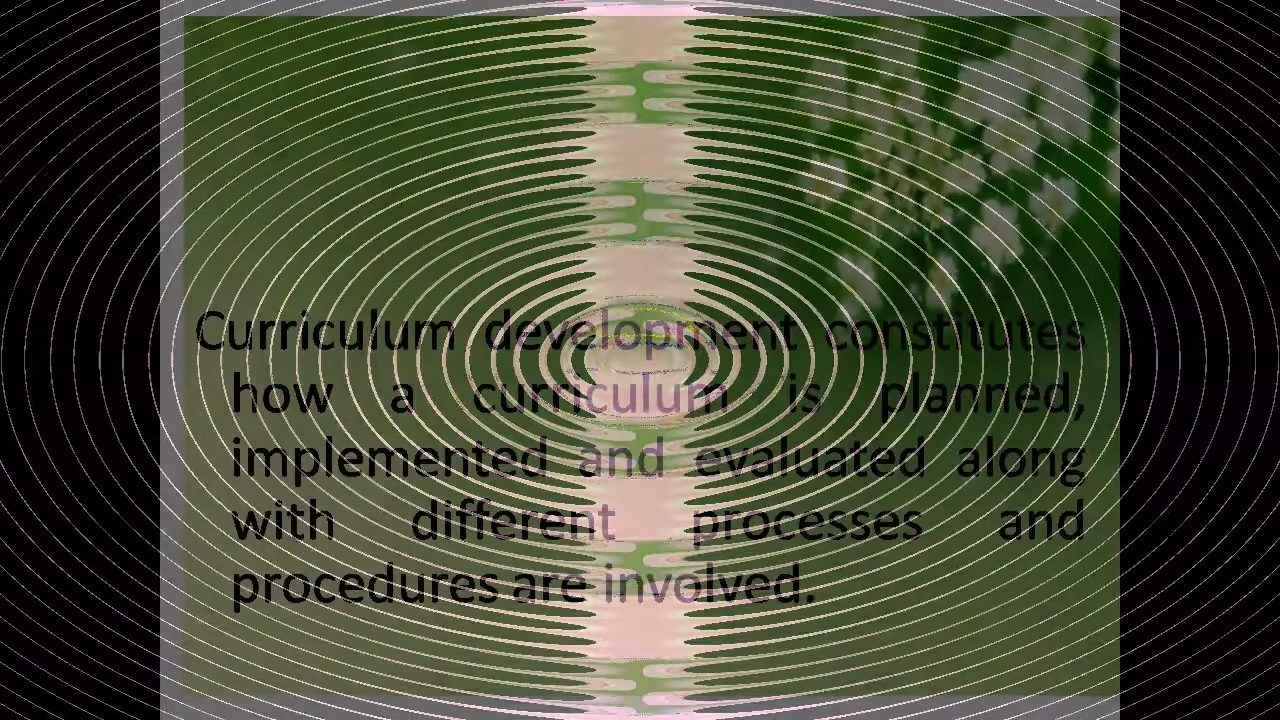 Curriculum development constitutes
how a curriculum is planned,
implemented and evaluated along
with different processes and
procedures are involved.